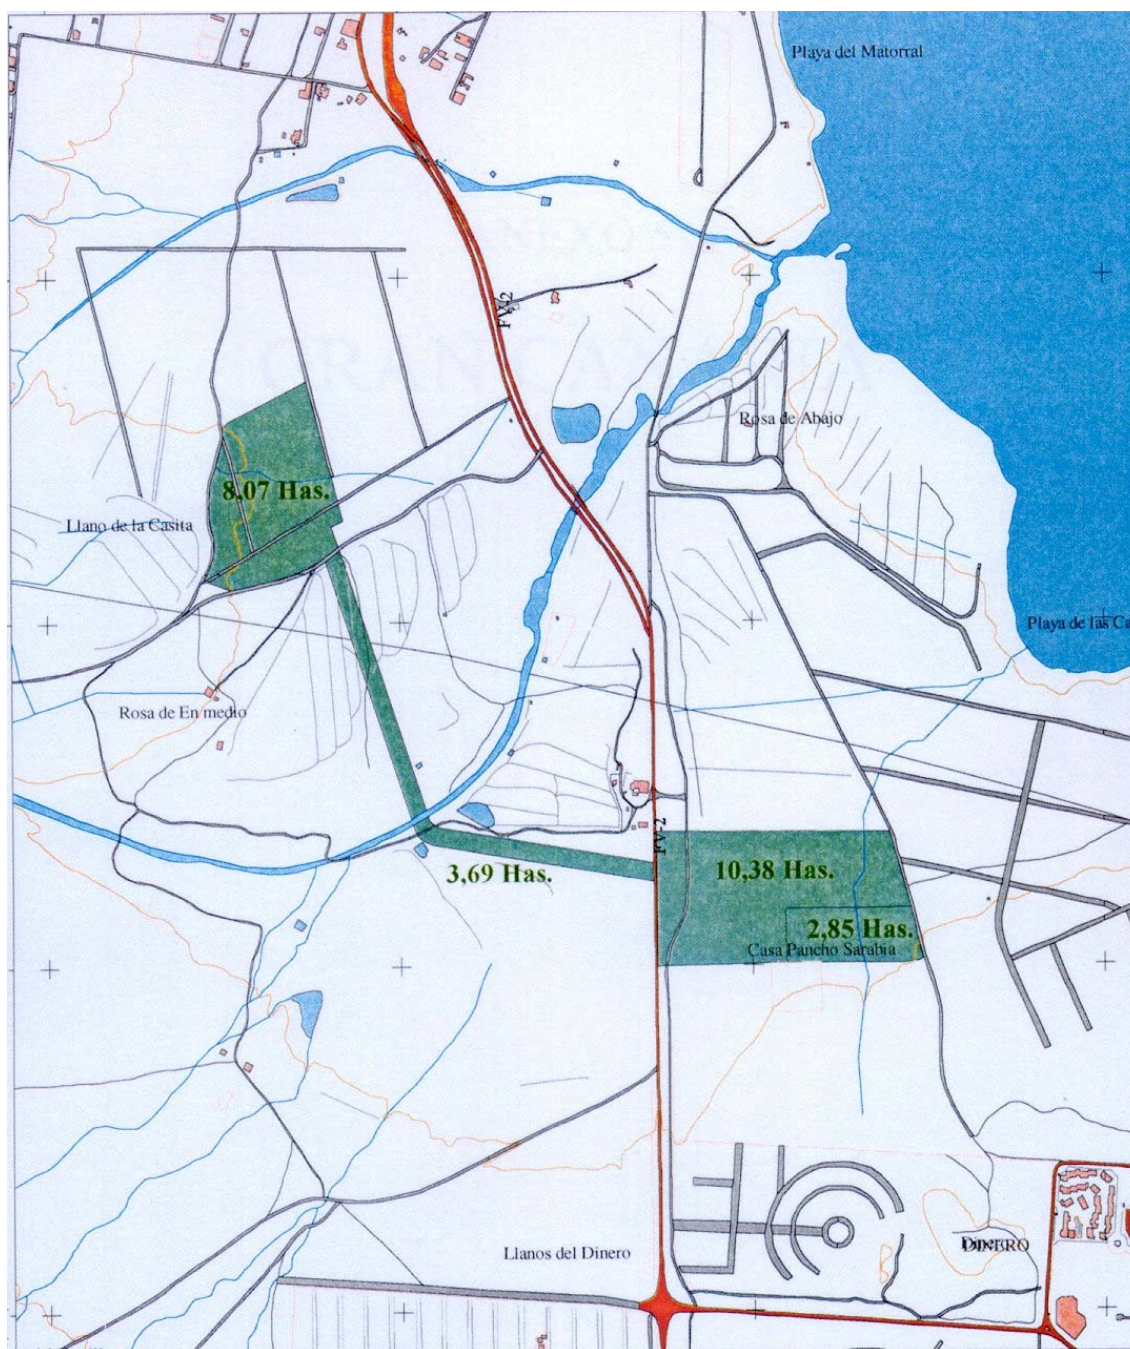 Playa del Matorral
FV-2
Rosa de Abajo
8,07 Has.
Llano de la Casita
Playa de las Ca
Rosa de En medio
FV-2
3,69 Has.
10,38 Has.
2,85 Has.
Casa Pancho Sarabia
Llanos del Dinero
DINERO